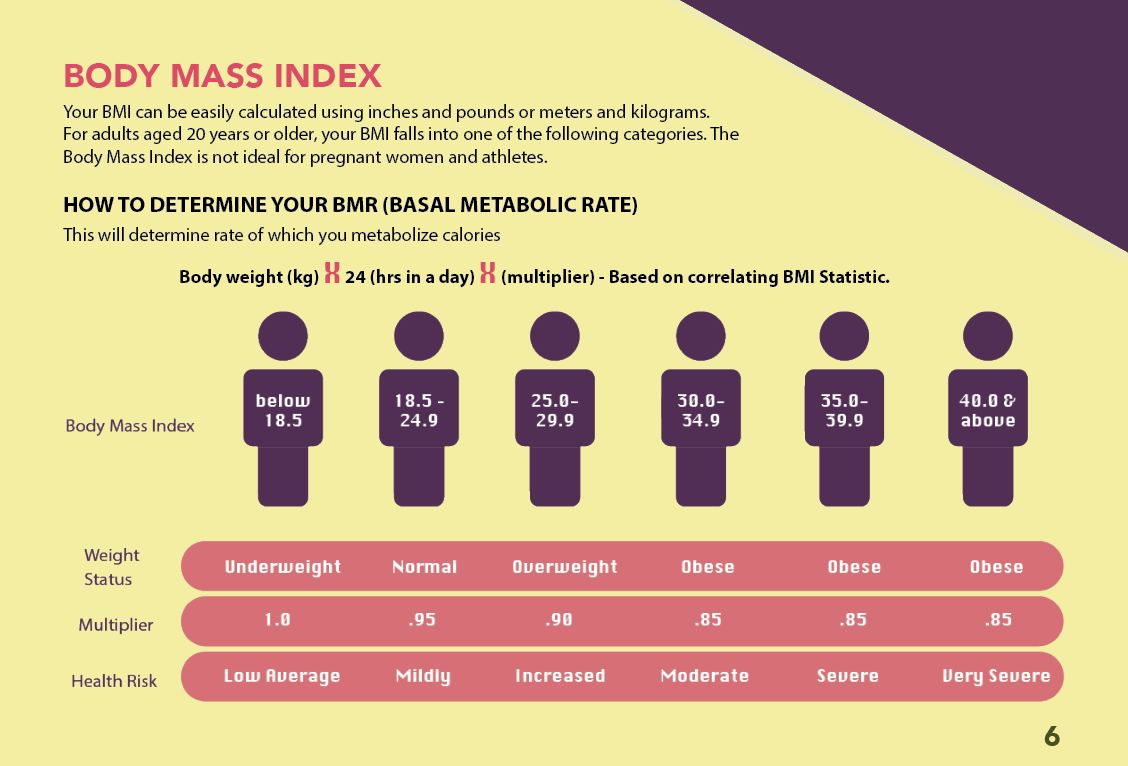 BODY MASS INDEX
Your BMI can be easily calculated using inches and pounds or meters and kilograms.
For adults aged 20 years or older, your BMI falls into one of the following categories. The
Body Mass Index is not ideal for pregnant women and athletes.
HOW TO DETERMINE YOUR BMR (BASAL METABOLIC RATE)
This will determine rate of which you metabolize calories
Body weight (kg) X 24 (hrs in a day) X (multiplier) - Based on correlating BMI Statistic.
Body Mass Index
below
18.5
18.5 -
24.9
25.0-
29.9
30.0-
34.9
35.0-
39.9
40.0 &
above
Weight
Status
Underweight Normal Overweight Obese Obese Obese
Multiplier 1.0 .95 .90 .85 .85 .85
Health Risk Low Average Mildly Increased Moderate Severe Very Severe
6